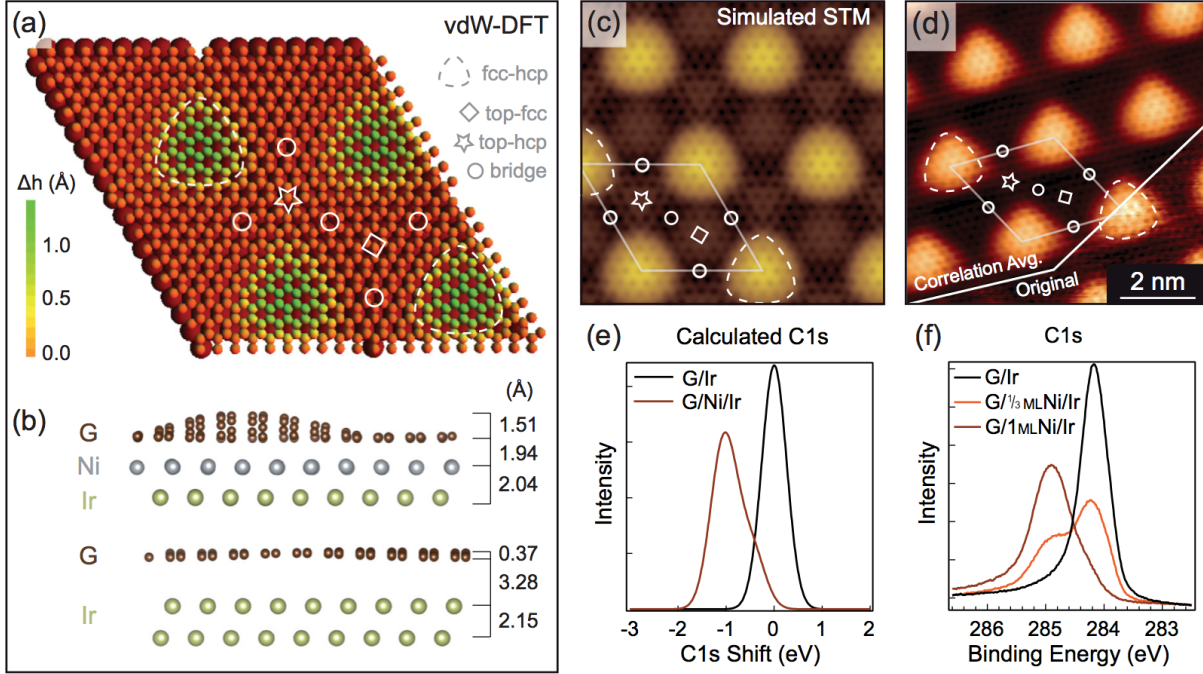 (a)
vdW-DFT
fcc-hcp
top-fcc
top-hcp
bridge
Δh (Å)
1.0
0.5
0.0
(b)
(Å)
G
1.51
Ni
1.94
Ir
2.04
G
0.37
3.28
Ir
2.15
(c)
Simulated STM
(d)
Correlation Avg.
Original
2 nm
(e)
Calculated C1s
G/Ir
G/Ni/Ir
Intensity
-3 -2 -1 0 1 2
C1s Shift (eV)
(f)
C1s
G/Ir
G/1/3 MLNi/Ir
G/1MLNi/Ir
Intensity
286 285 284 283
Binding Energy (eV)